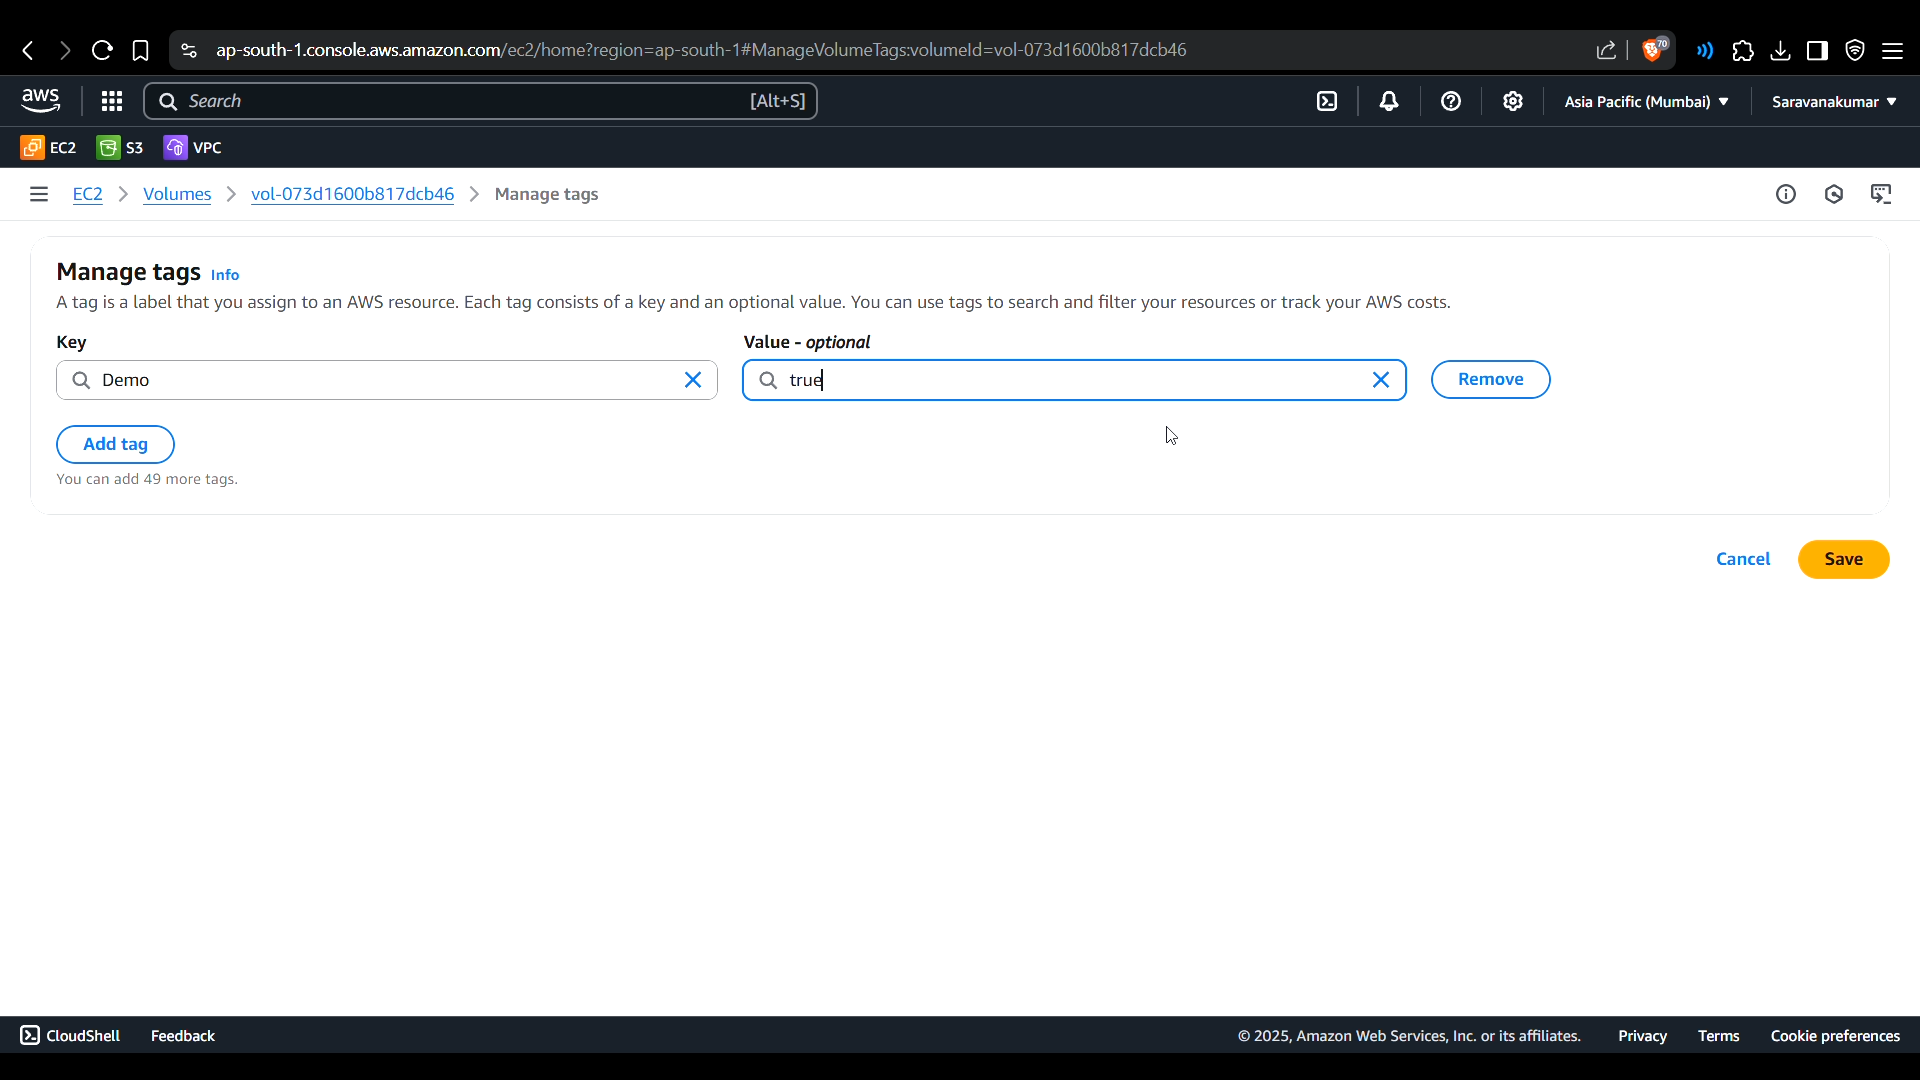 ap-south-1.console.aws.amazon.com/ec2/home?region=ap-south-1#ManageVolumeTags:volumeId=vol-073d1600b817dcb46
70
aws
Search
[Alt+S]
Asia Pacific (Mumbai)
Saravanakumar
EC2
S3
VPC
EC2
Volumes
vol-073d1600b817dcb46
Manage tags
Manage tags Info
A tag is a label that you assign to an AWS resource. Each tag consists of a key and an optional value. You can use tags to search and filter your resources or track your AWS costs.
Key
Value - optional
Demo
true
Remove
Add tag
You can add 49 more tags.
Cancel
Save
CloudShell
Feedback
© 2025, Amazon Web Services, Inc. or its affiliates.
Privacy
Terms
Cookie preferences